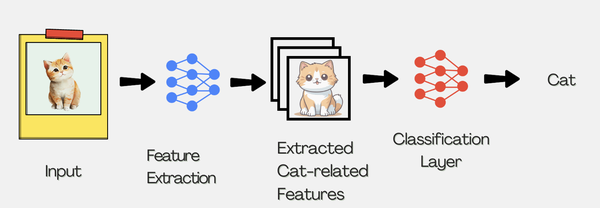 Input
Feature
Extraction
Extracted
Cat-related
Features
Classification
Layer
Cat